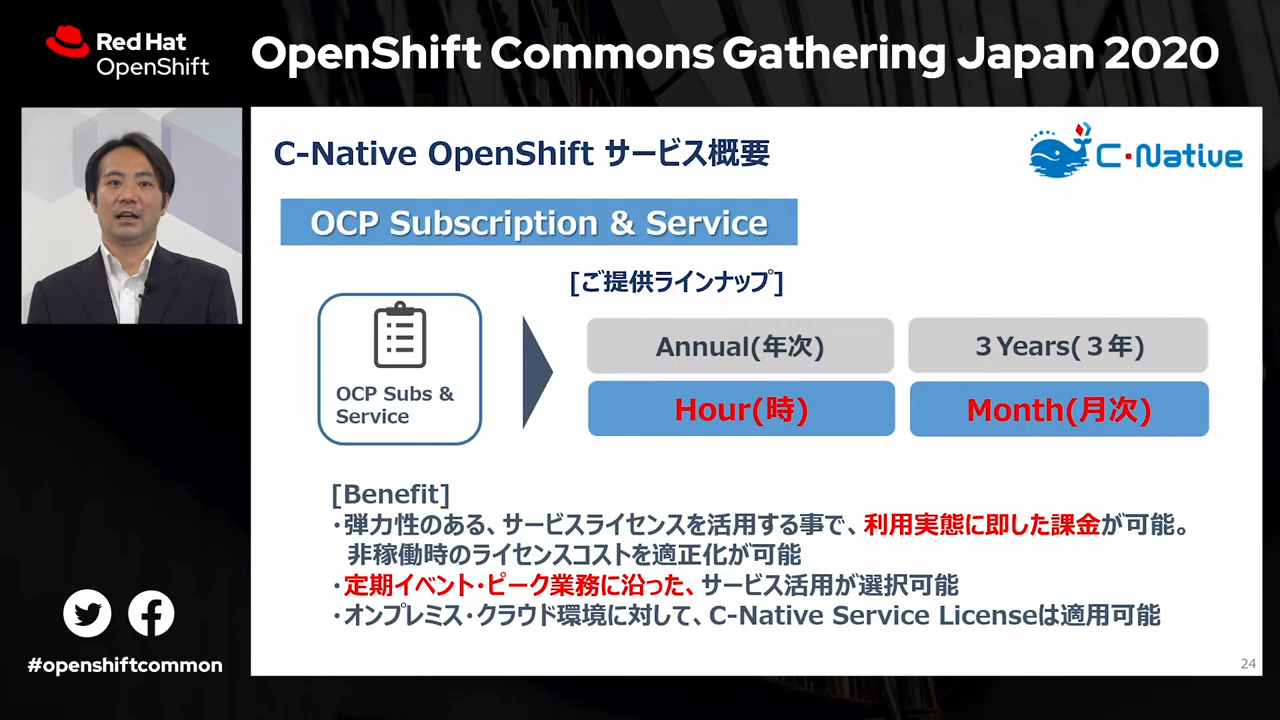 Red Hat
OpenShift
OpenShift Commons Gathering Japan 2020
C-Native OpenShift サービス概要
C·Native
OCP Subscription & Service
[ご提供ラインナップ]
OCP Subs &
Service
Annual(年次)
３Years(３年)
Hour(時)
Month(月次)
[Benefit]
・弾力性のある、サービスライセンスを活用する事で、利用実態に即した課金が可能。
非稼働時のライセンスコストを適正化が可能
・定期イベント・ピーク業務に沿った、サービス活用が選択可能
・オンプレミス・クラウド環境に対して、C-Native Service Licenseは適用可能
#openshiftcommon
24